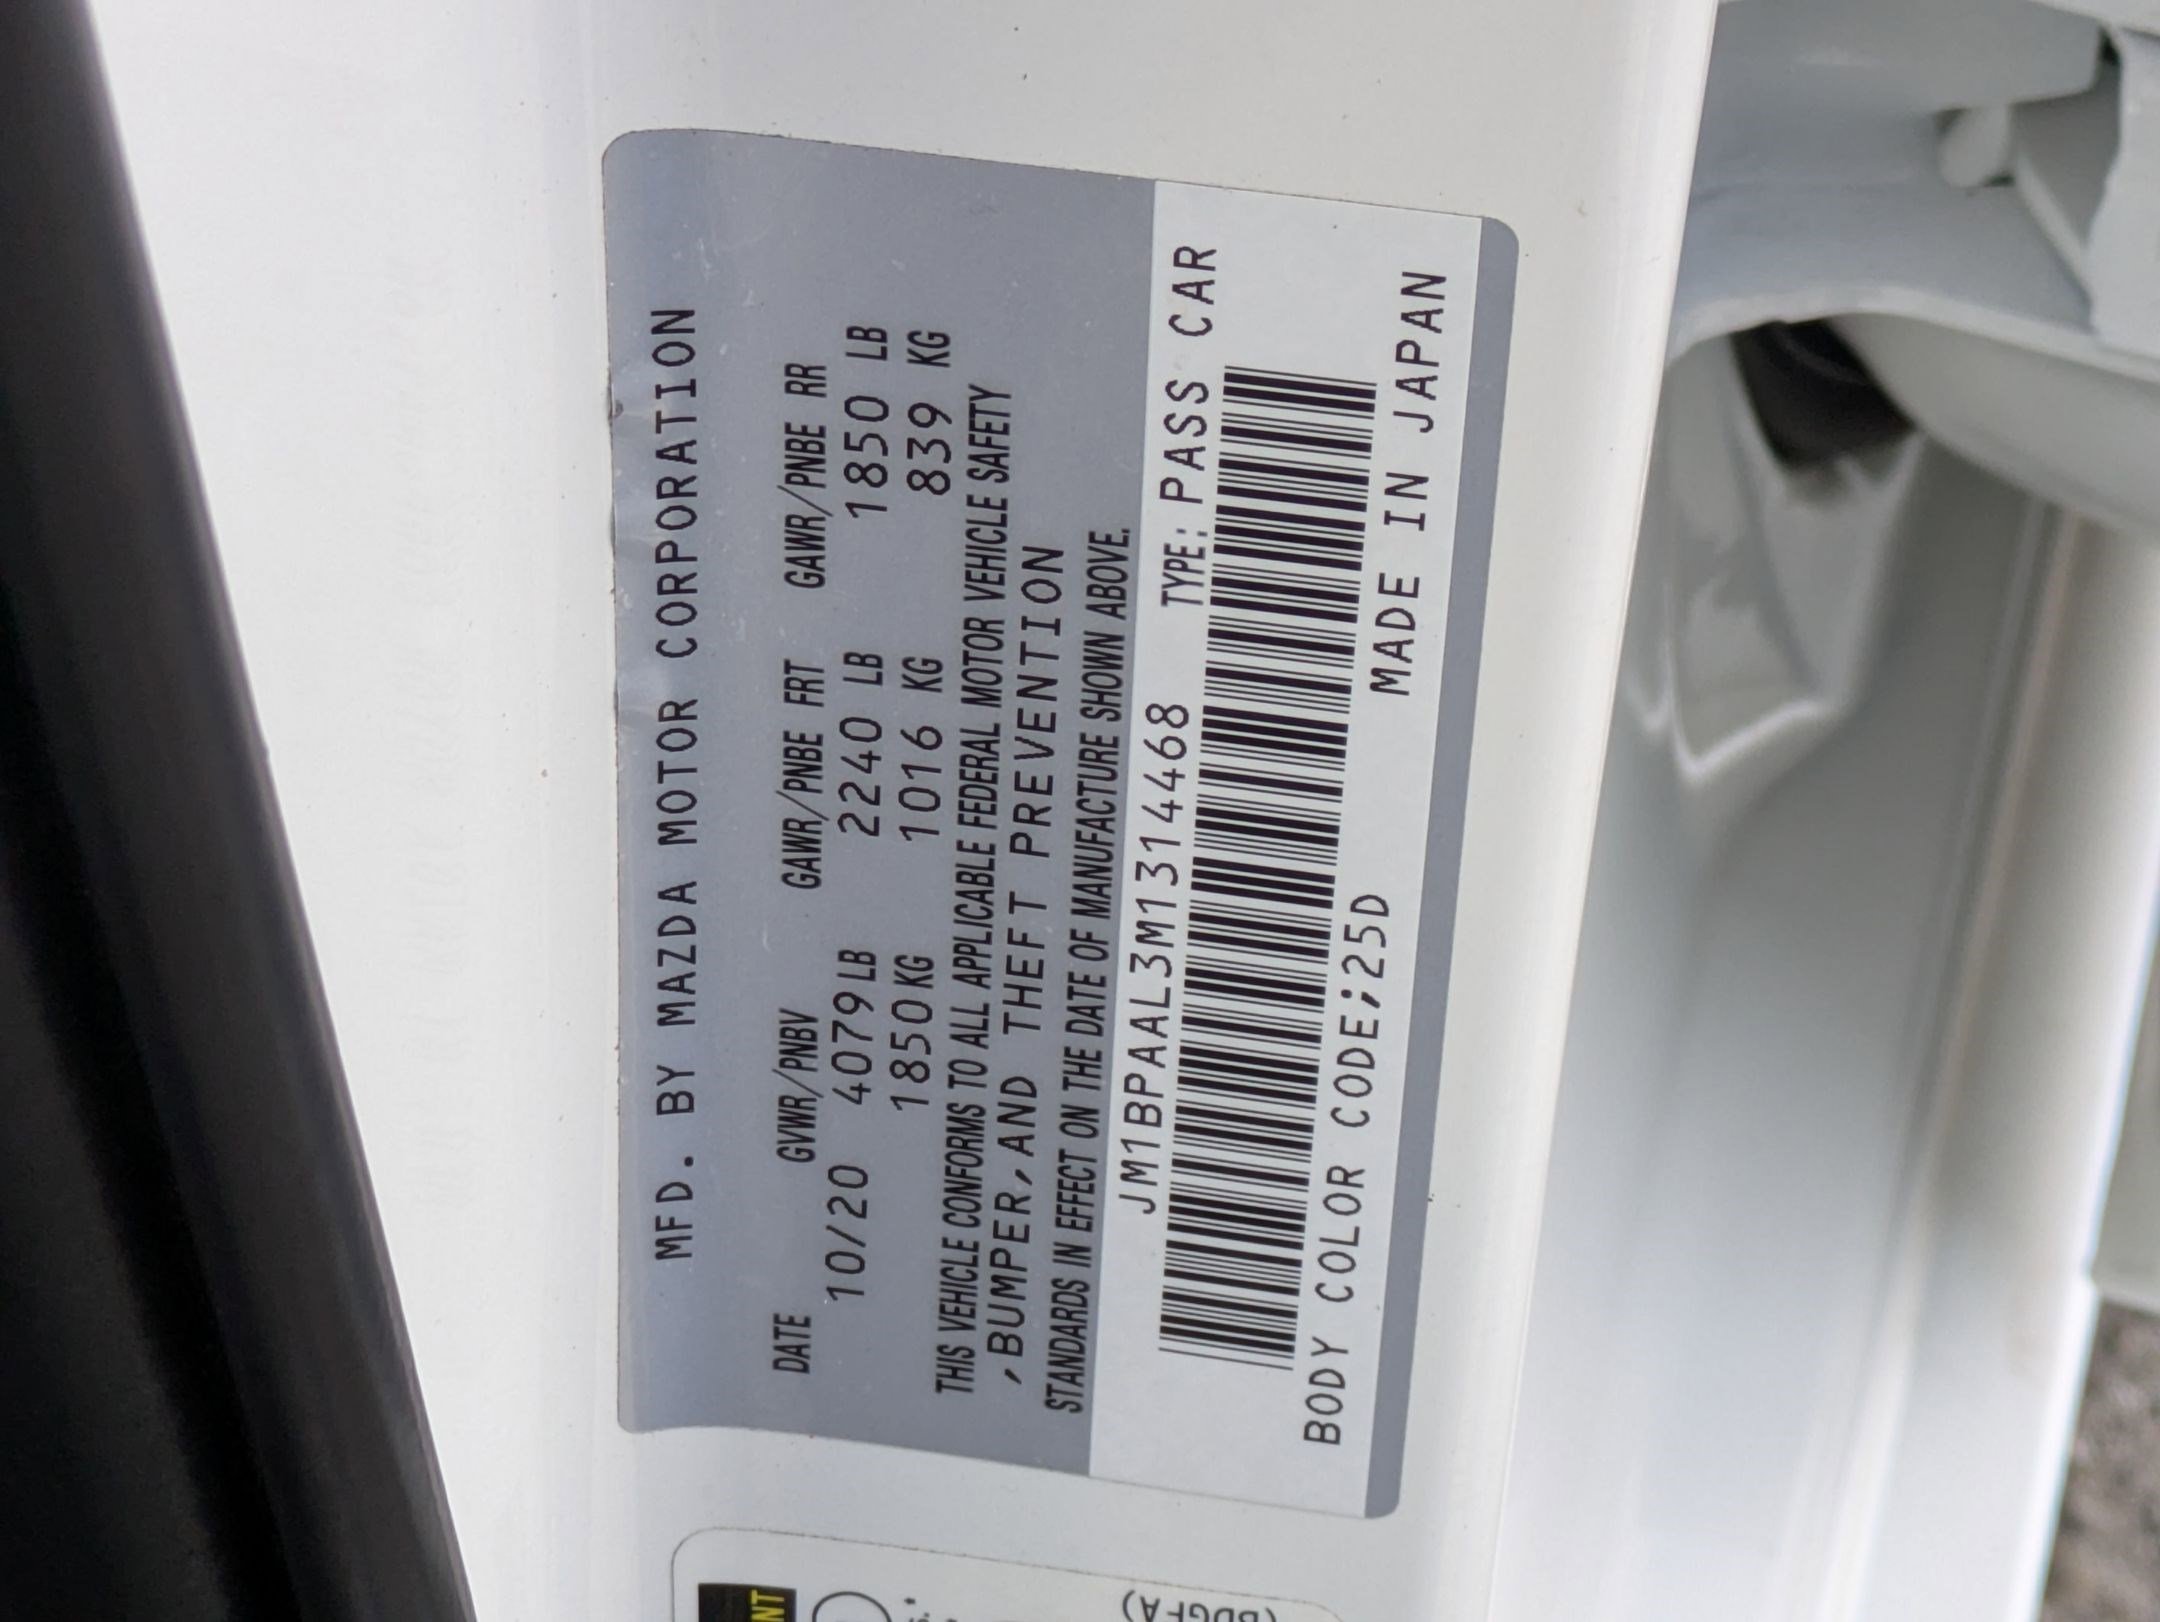 MFD. BY MAZDA MOTOR CORPORATION
DATE GVWR/PNBV GAWR/PNBE FRT GAWR/PNBE RR
10/20 4079LB 2240 LB 1850 LB
1850KG 1016 KG 839 KG
THIS VEHICLE CONFORMS TO ALL APPLICABLE FEDERAL MOTOR VEHICLE SAFETY
,BUMPER,AND THEFT PREVENTION
STANDARDS IN EFFECT ON THE DATE OF MANUFACTURE SHOWN ABOVE.
JM1BPAAL3M1314468 TYPE: PASS CAR
BODY COLOR CODE;25D MADE IN JAPAN